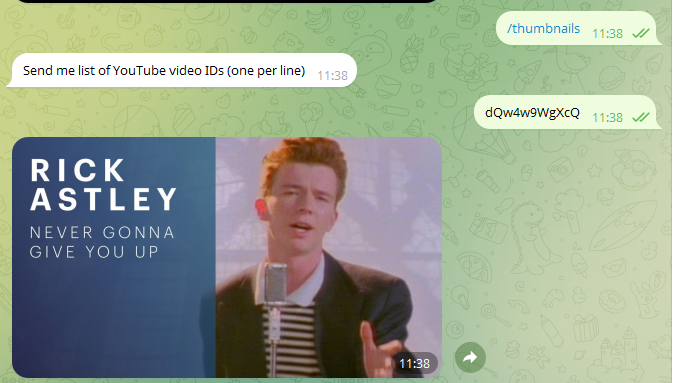 /thumbnails 11:38
Send me list of YouTube video IDs (one per line) 11:38
dQw4w9WgXcQ 11:38
RICK
ASTLEY
NEVER GONNA
GIVE YOU UP
11:38